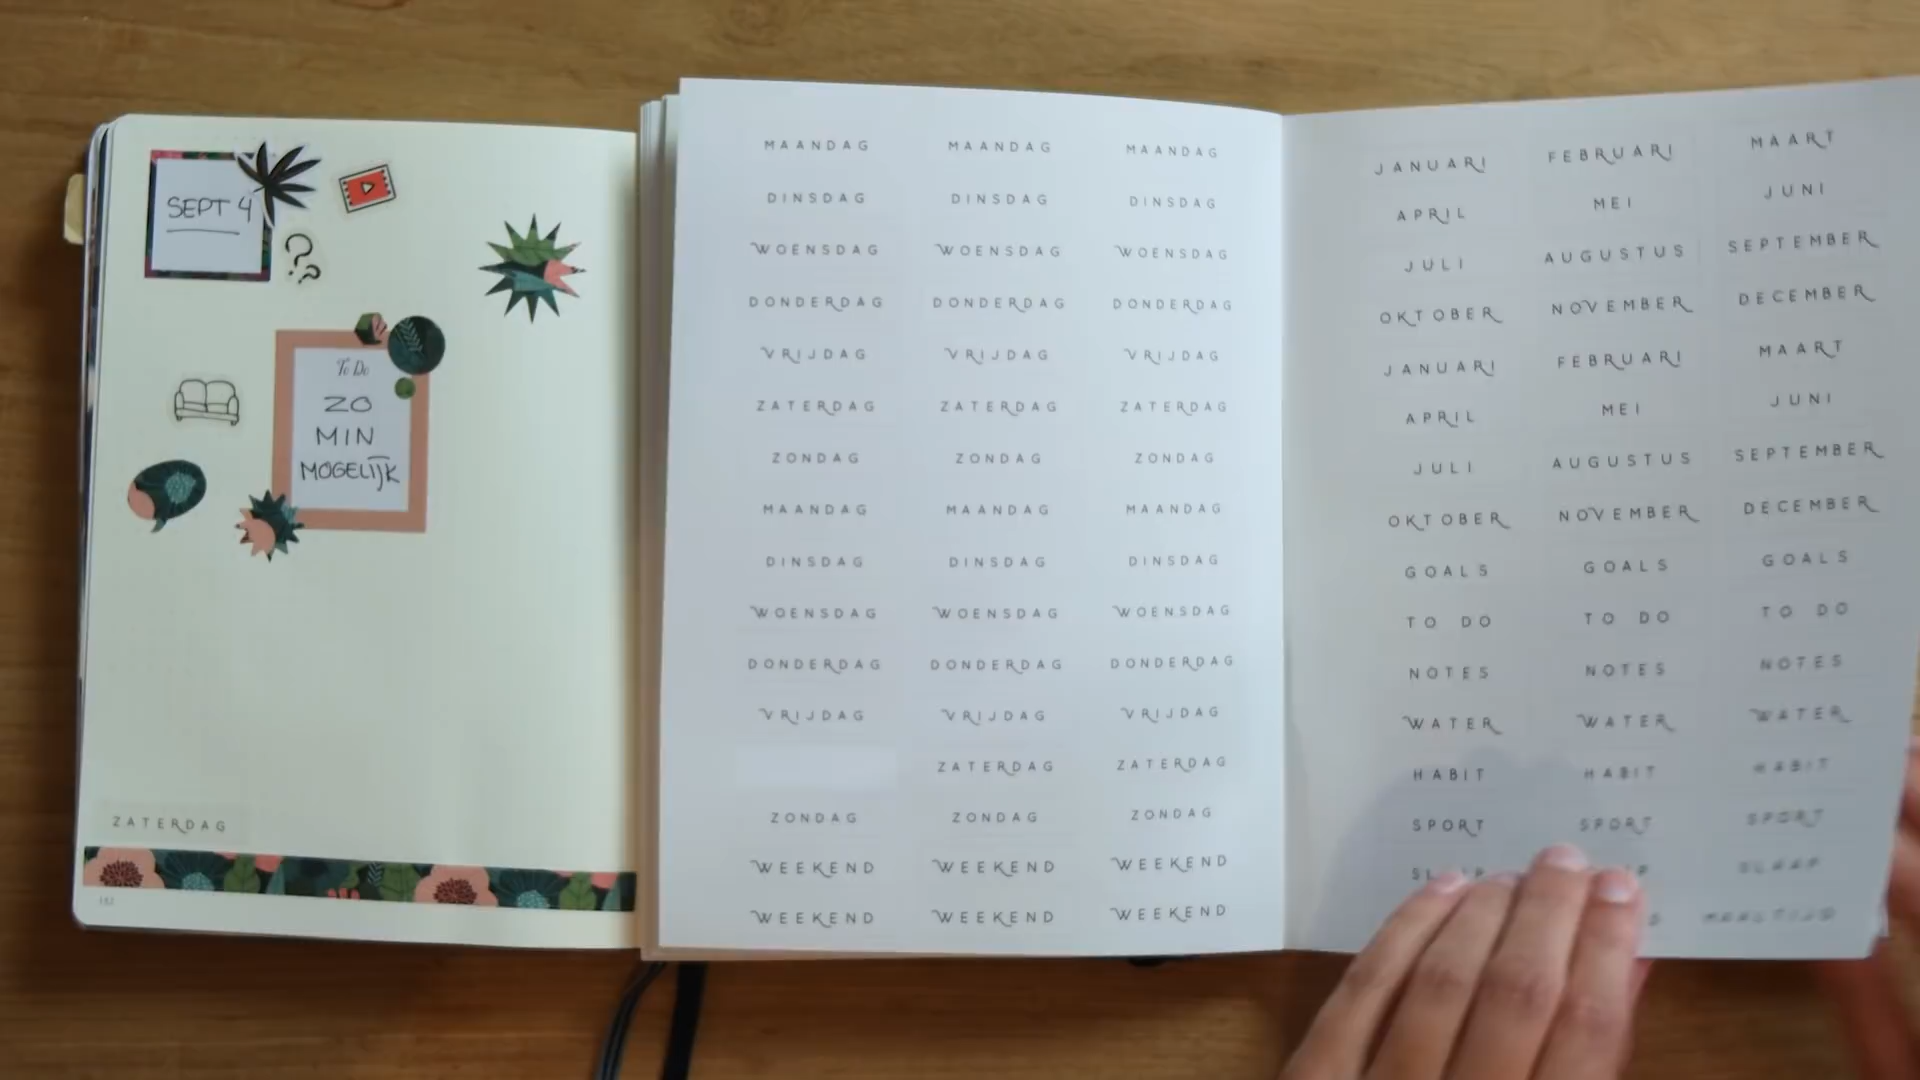 SEPT 4
To Do
ZO
MIN
MOGELIJK
ZATERDAG
MAANDAG MAANDAG MAANDAG
DINSDAG DINSDAG DINSDAG
WOENSDAG WOENSDAG WOENSDAG
DONDERDAG DONDERDAG DONDERDAG
VRIJDAG VRIJDAG VRIJDAG
ZATERDAG ZATERDAG ZATERDAG
ZONDAG ZONDAG ZONDAG
MAANDAG MAANDAG MAANDAG
DINSDAG DINSDAG DINSDAG
WOENSDAG WOENSDAG WOENSDAG
DONDERDAG DONDERDAG DONDERDAG
VRIJDAG VRIJDAG VRIJDAG
ZATERDAG ZATERDAG
ZONDAG ZONDAG ZONDAG
WEEKEND WEEKEND WEEKEND
WEEKEND WEEKEND WEEKEND
JANUARI FEBRUARI MAART
APRIL MEI JUNI
JULI AUGUSTUS SEPTEMBER
OKTOBER NOVEMBER DECEMBER
JANUARI FEBRUARI MAART
APRIL MEI JUNI
JULI AUGUSTUS SEPTEMBER
OKTOBER NOVEMBER DECEMBER
GOALS GOALS GOALS
TO DO TO DO TO DO
NOTES NOTES NOTES
WATER WATER WATER
HABIT HABIT HABIT
SPORT SPORT SPORT
SLAAP
MAALTIJD